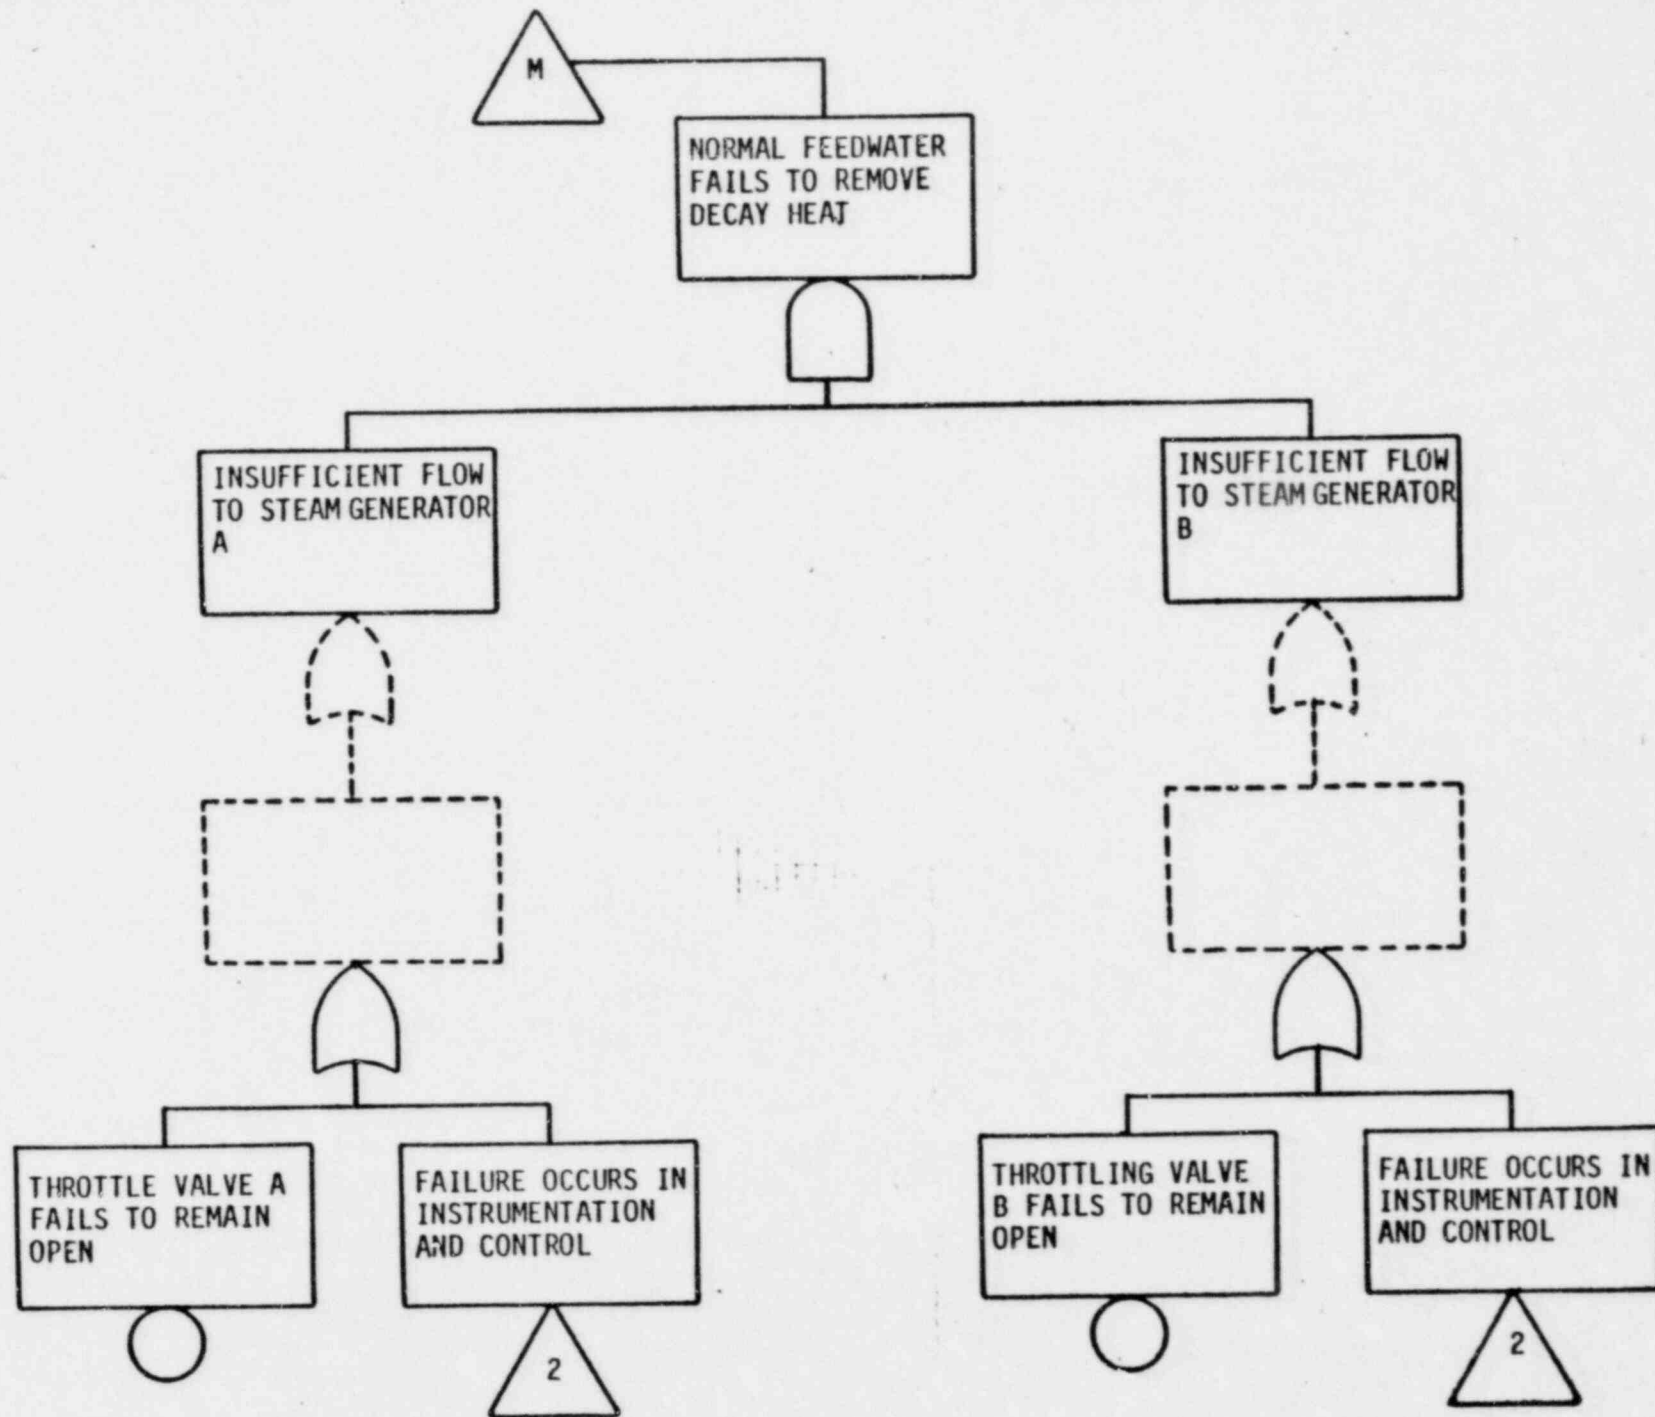 M
NORMAL FEEDWATER
FAILS TO REMOVE
DECAY HEAT
INSUFFICIENT FLOW
TO STEAM GENERATOR
A
INSUFFICIENT FLOW
TO STEAM GENERATOR
B
THROTTLE VALVE A
FAILS TO REMAIN
OPEN
FAILURE OCCURS IN
INSTRUMENTATION
AND CONTROL
THROTTLING VALVE
B FAILS TO REMAIN
OPEN
FAILURE OCCURS IN
INSTRUMENTATION
AND CONTROL
2
2